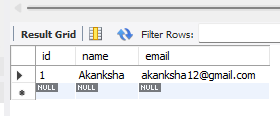 Result Grid Filter Rows:
id name email
1 Akanksha akanksha12@gmail.com
NULL NULL NULL